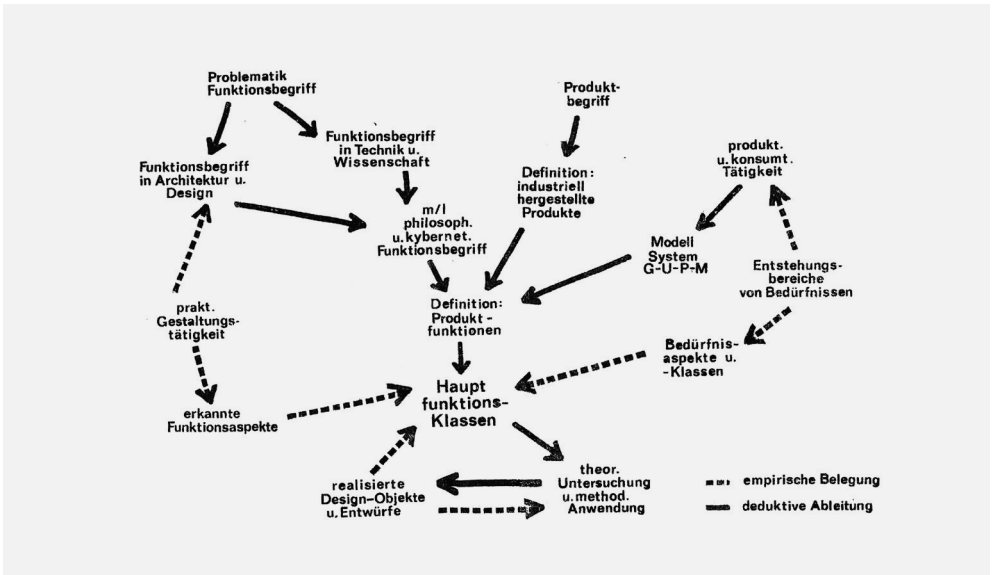 Problematik
Funktionsbegriff
Funktionsbegriff
in Technik u.
Wissenschaft
Funktionsbegriff
in Architektur u.
Design
Produkt-
begriff
Definition:
industriell
hergestellte
Produkte
produkt.
u. konsumt.
Tätigkeit
m/l
philosoph.
u. kybernet.
Funktionsbegriff
Modell
System
G-U-P-M
Entstehungs-
bereiche
von Bedürfnissen
prakt.
Gestaltungs-
tätigkeit
Definition:
Produkt-
funktionen
Bedürfnis-
aspekte u.
-Klassen
erkannte
Funktionsaspekte
Haupt
funktions-
Klassen
realisierte
Design-Objekte
u. Entwürfe
theor.
Untersuchung
u. method.
Anwendung
empirische Belegung
deduktive Ableitung